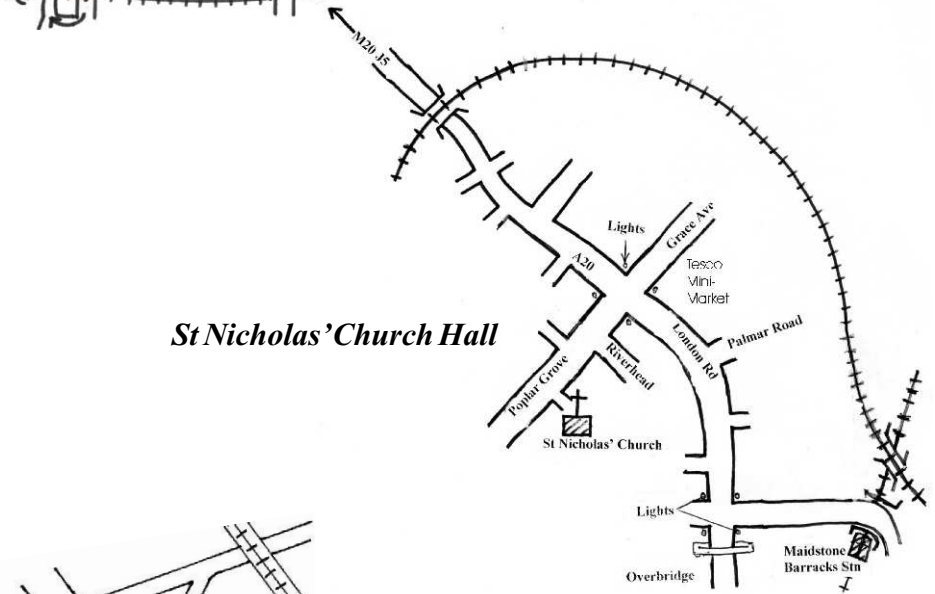 M20 J5
Lights
Grace Ave
A20
Tesco
Mini-
Market
St Nicholas' Church Hall
London Rd
Palmar Road
Riverhead
Poplar Grove
St Nicholas' Church
Lights
Maidstone
Barracks Stn
Overbridge